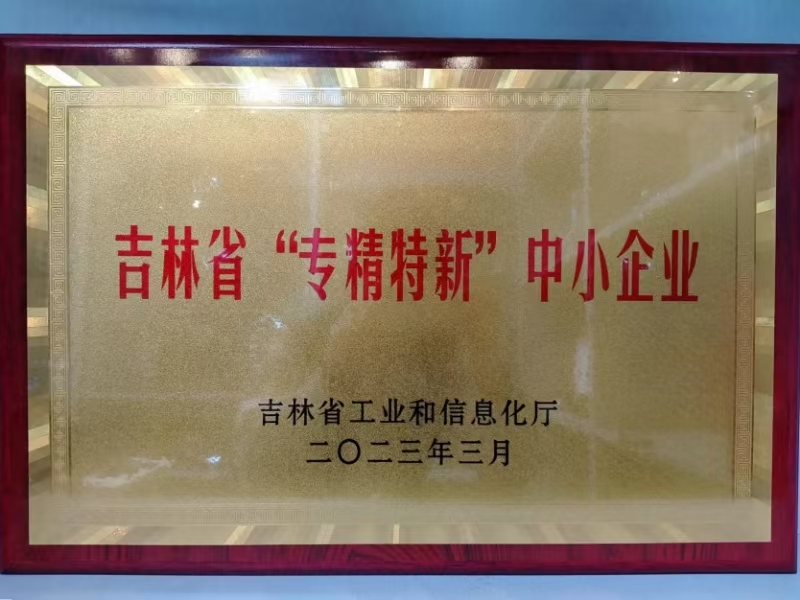 吉林省“专精特新”中小企业
吉林省工业和信息化厅
二〇二三年三月